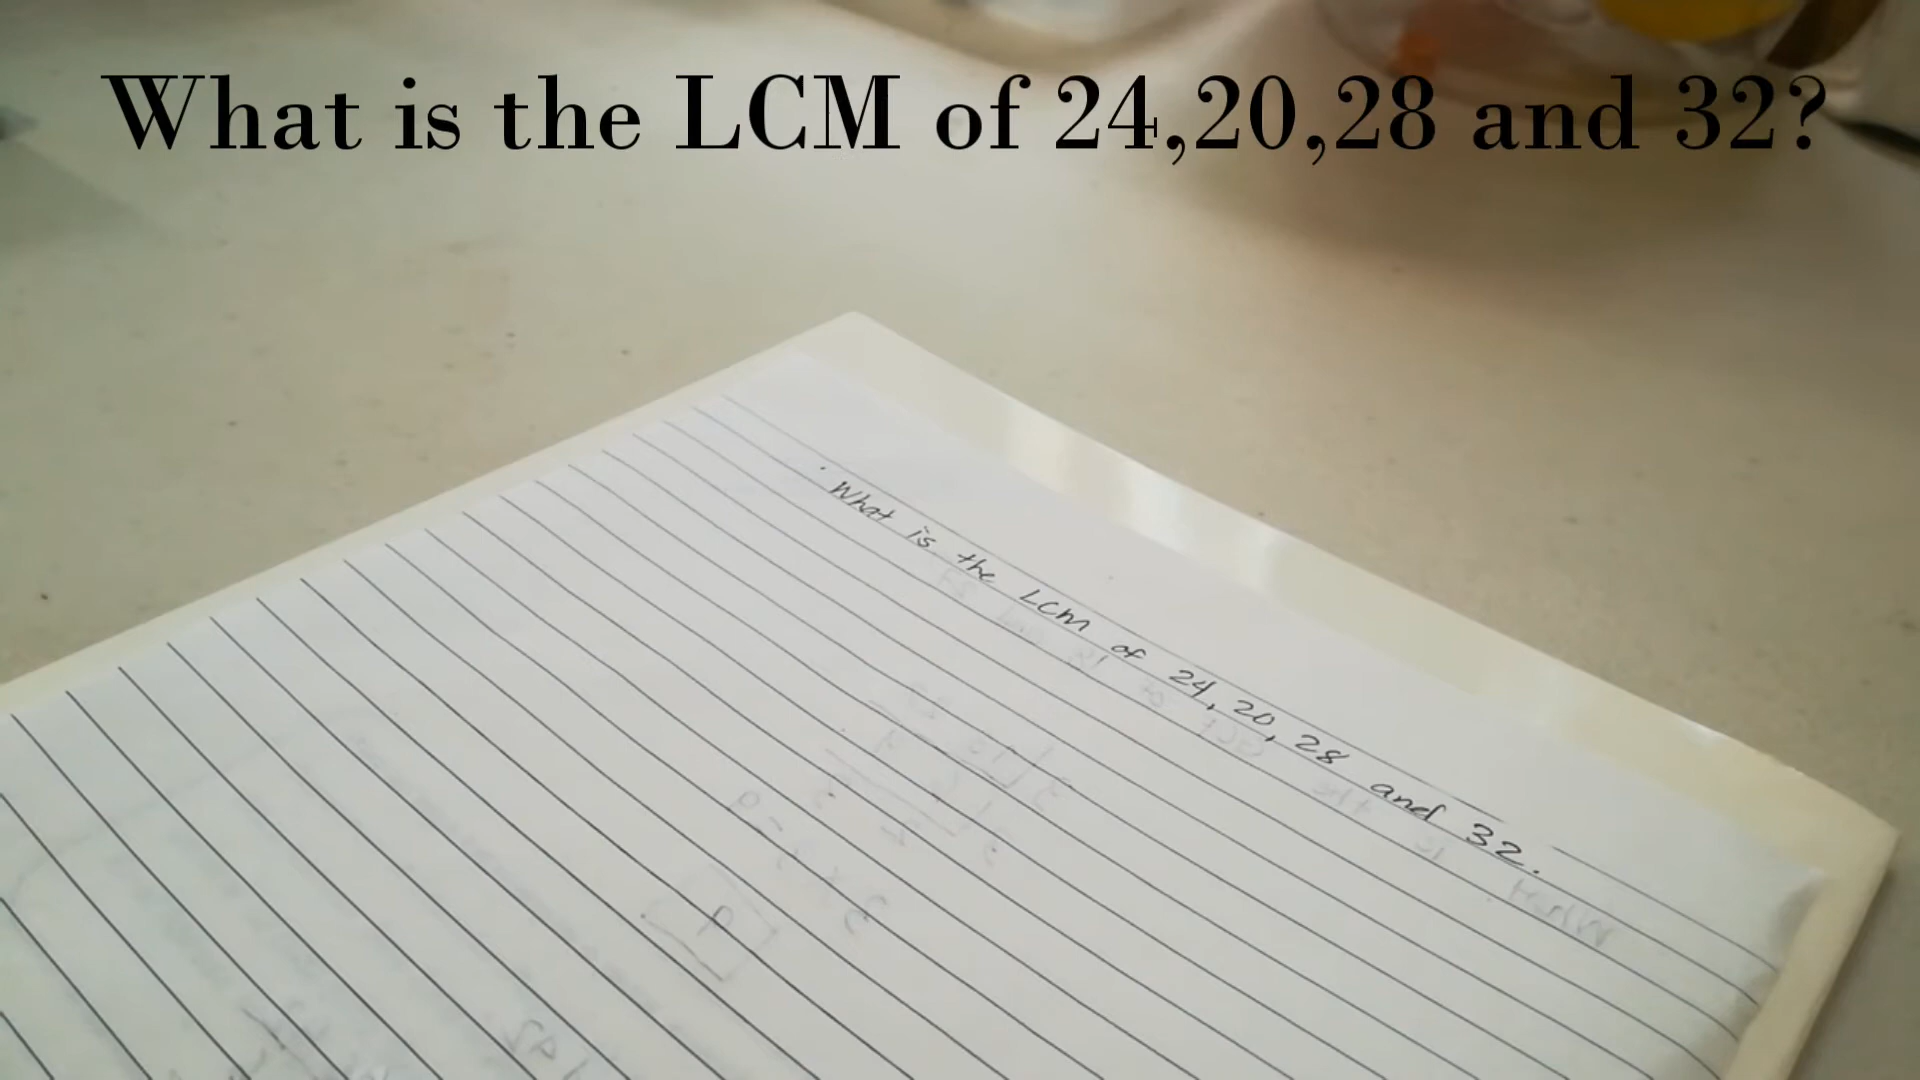 What is the LCM of 24,20,28 and 32?
What is the LCM of 24, 20, 28 and 32.